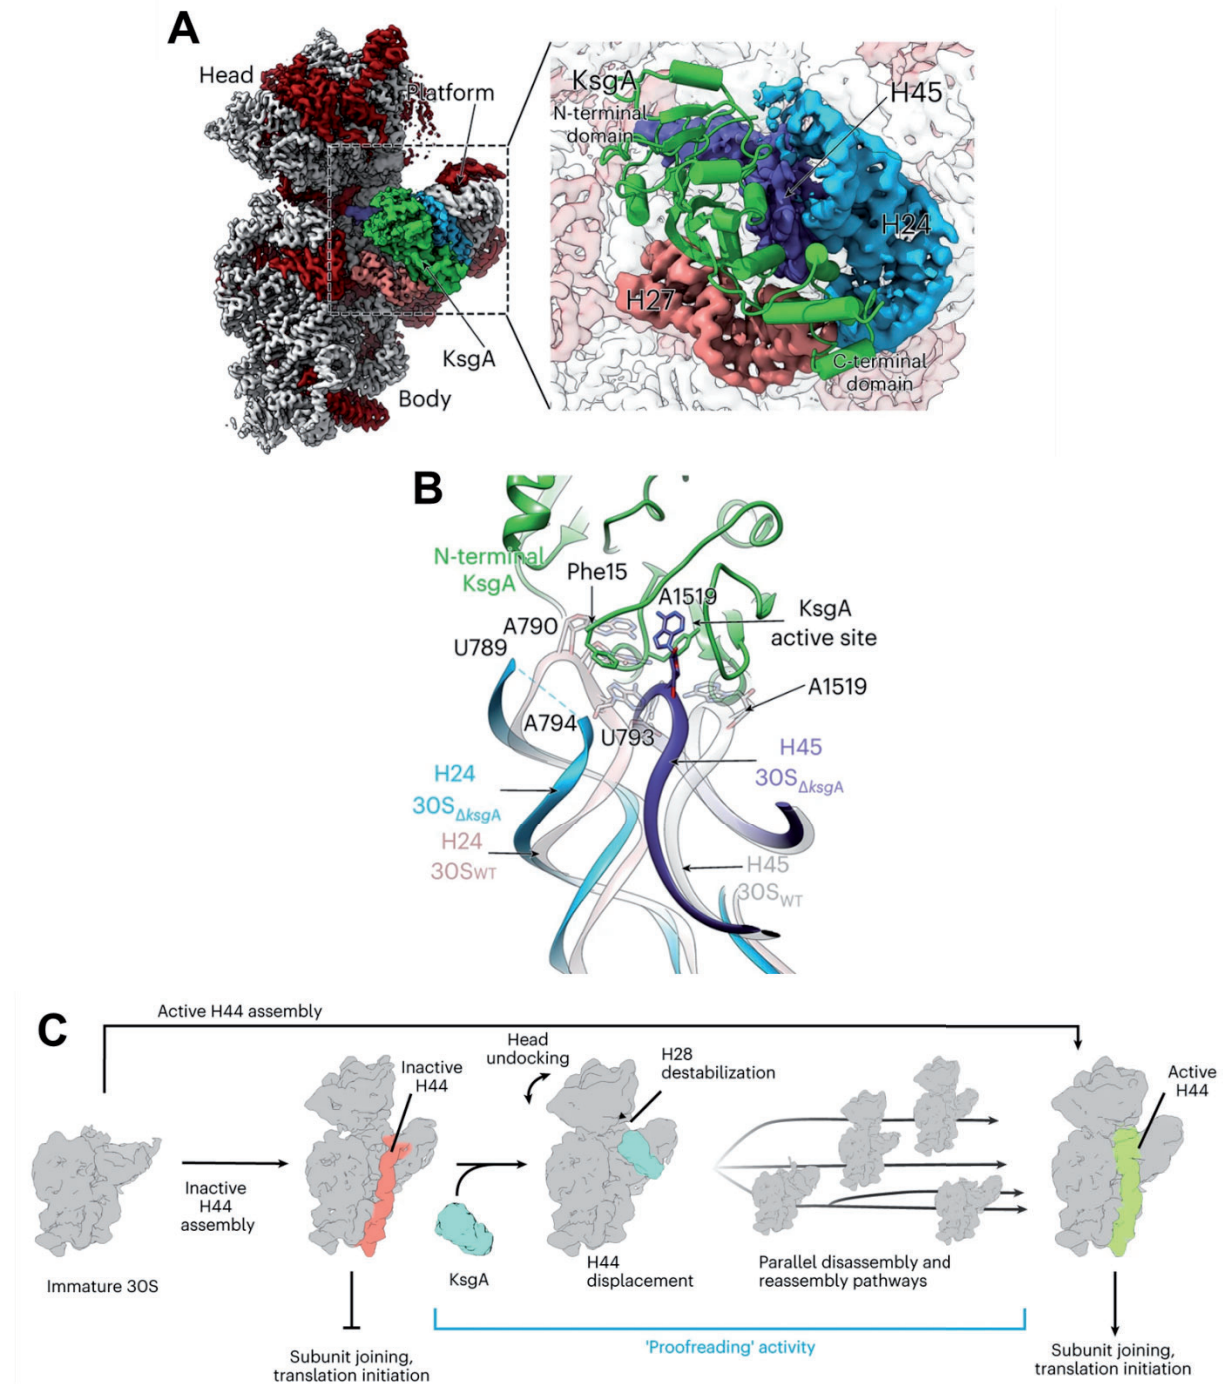 A
Head
Platform
KsgA
Body
KsgA
N-terminal
domain
H45
H24
H27
C-terminal
domain
B
N-terminal
KsgA
Phe15
A1519
KsgA
active site
A790
U789
A1519
A794
U793
H45
30SΔksgA
H24
30SΔksgA
H24
30SWT
H45
30SWT
C
Active H44 assembly
Head
undocking
H28
destabilization
Inactive
H44
Active
H44
Inactive
H44
assembly
Immature 30S
KsgA
H44
displacement
Parallel disassembly and
reassembly pathways
'Proofreading' activity
Subunit joining,
translation initiation
Subunit joining,
translation initiation